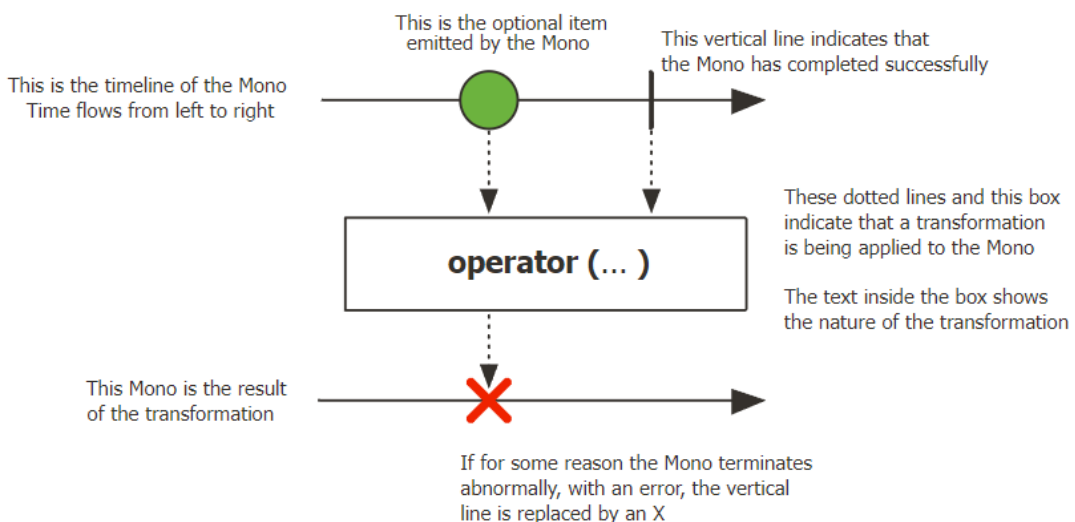 This is the optional item
emitted by the Mono
This vertical line indicates that
the Mono has completed successfully
This is the timeline of the Mono
Time flows from left to right
These dotted lines and this box
indicate that a transformation
is being applied to the Mono
operator (... )
The text inside the box shows
the nature of the transformation
This Mono is the result
of the transformation
If for some reason the Mono terminates
abnormally, with an error, the vertical
line is replaced by an X